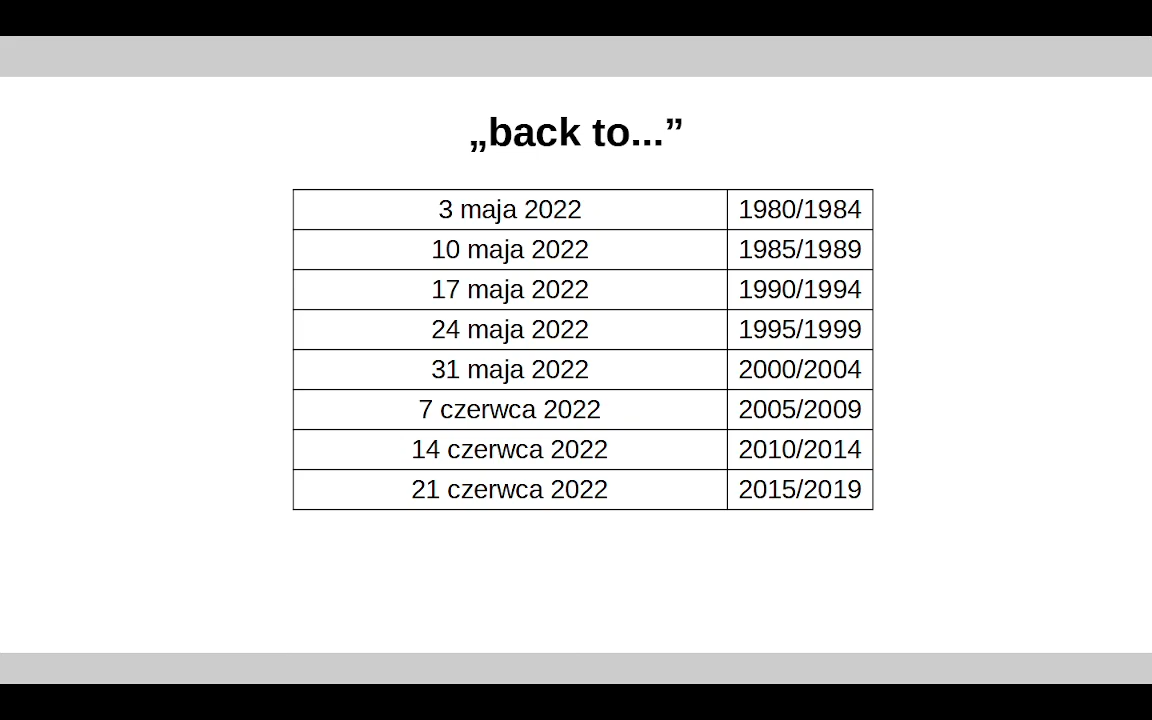 „back to...”
3 maja 2022 1980/1984
10 maja 2022 1985/1989
17 maja 2022 1990/1994
24 maja 2022 1995/1999
31 maja 2022 2000/2004
7 czerwca 2022 2005/2009
14 czerwca 2022 2010/2014
21 czerwca 2022 2015/2019